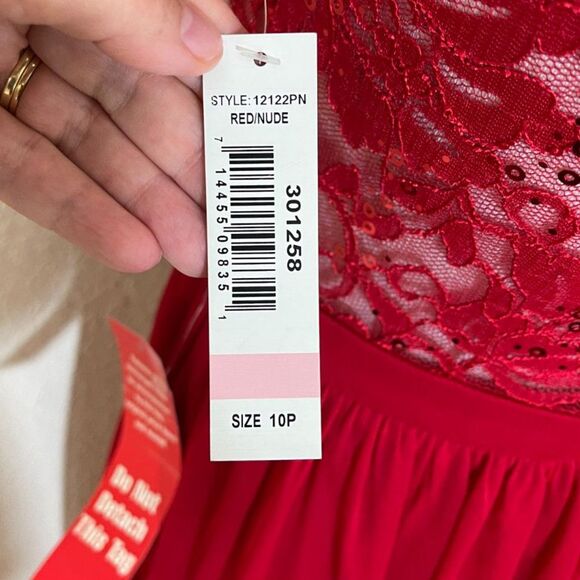 STYLE:12122PN
RED/NUDE
7 14455 09835 1
301258
SIZE 10P
Do Not
Detach
This Tag